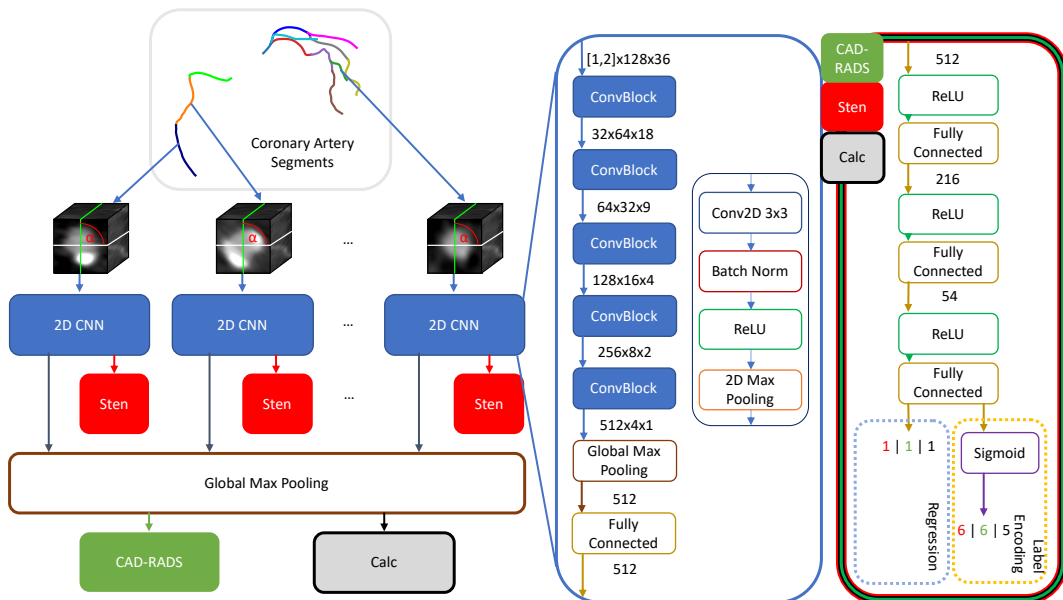 Coronary Artery
Segments
α
α
...
α
2D CNN
2D CNN
...
2D CNN
Sten
Sten
...
Sten
Global Max Pooling
CAD-RADS
Calc
[1,2]x128x36
ConvBlock
32x64x18
ConvBlock
64x32x9
ConvBlock
128x16x4
ConvBlock
256x8x2
ConvBlock
512x4x1
Global Max
Pooling
512
Fully
Connected
512
Conv2D 3x3
Batch Norm
ReLU
2D Max
Pooling
CAD-
RADS
Sten
Calc
512
ReLU
Fully
Connected
216
ReLU
Fully
Connected
54
ReLU
Fully
Connected
1 | 1 | 1
Regression
Sigmoid
6 | 6 | 5
Label
Encoding